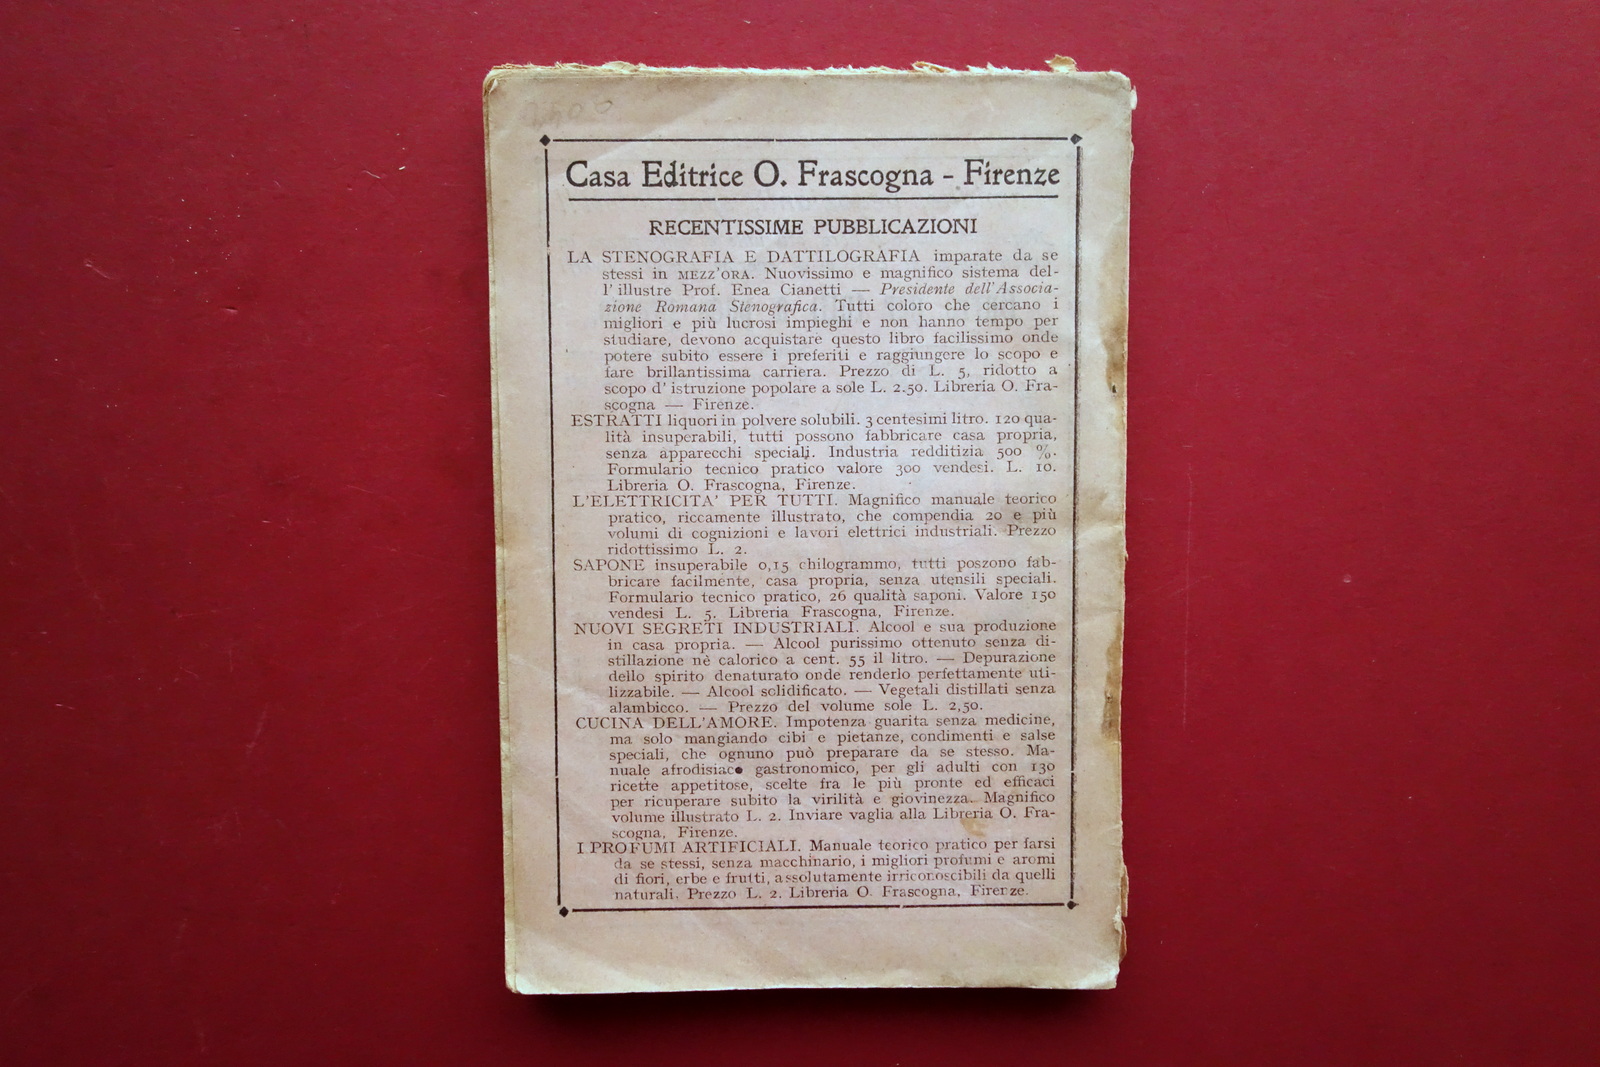 Casa Editrice O. Frascogna - Firenze
RECENTISSIME PUBBLICAZIONI
LA STENOGRAFIA E DATTILOGRAFIA imparate da se
stessi in MEZZ'ORA. Nuovissimo e magnifico sistema del-
l' illustre Prof. Enea Cianetti — Presidente dell'Associa-
zione Romana Stenografica. Tutti coloro che cercano i
migliori e più lucrosi impieghi e non hanno tempo per
studiare, devono acquistare questo libro facilissimo onde
potere subito essere i preferiti e raggiungere lo scopo e
fare brillantissima carriera. Prezzo di L. 5, ridotto a
scopo d' istruzione popolare a sole L. 2.50. Libreria O. Fra-
scogna — Firenze.
ESTRATTI liquori in polvere solubili. 3 centesimi litro. 120 qua-
lità insuperabili, tutti possono fabbricare casa propria,
senza apparecchi speciali. Industria redditizia 500 %.
Formulario tecnico pratico valore 300 vendesi. L. 10.
Libreria O. Frascogna, Firenze.
L'ELETTRICITA' PER TUTTI. Magnifico manuale teorico
pratico, riccamente illustrato, che compendia 20 e più
volumi di cognizioni e lavori elettrici industriali. Prezzo
ridottissimo L. 2.
SAPONE insuperabile 0,15 chilogrammo, tutti poszono fab-
bricare facilmente, casa propria, senza utensili speciali.
Formulario tecnico pratico, 26 qualità saponi. Valore 150
vendesi L. 5. Libreria Frascogna, Firenze.
NUOVI SEGRETI INDUSTRIALI. Alcool e sua produzione
in casa propria. — Alcool purissimo ottenuto senza di-
stillazione nè calorico a cent. 55 il litro. — Depurazione
dello spirito denaturato onde renderlo perfettamente uti-
lizzabile. — Alcool solidificato. — Vegetali distillati senza
alambicco. — Prezzo del volume sole L. 2,50.
CUCINA DELL'AMORE. Impotenza guarita senza medicine,
ma solo mangiando cibi e pietanze, condimenti e salse
speciali, che ognuno può preparare da se stesso. Ma-
nuale afrodisiaco gastronomico, per gli adulti con 130
ricette appetitose, scelte fra le più pronte ed efficaci
per ricuperare subito la virilità e giovinezza. Magnifico
volume illustrato L. 2. Inviare vaglia alla Libreria O. Fra-
scogna, Firenze.
I PROFUMI ARTIFICIALI. Manuale teorico pratico per farsi
da se stessi, senza macchinario, i migliori profumi e aromi
di fiori, erbe e frutti, assolutamente irriconoscibili da quelli
naturali. Prezzo L. 2. Libreria O. Frascogna, Firenze.